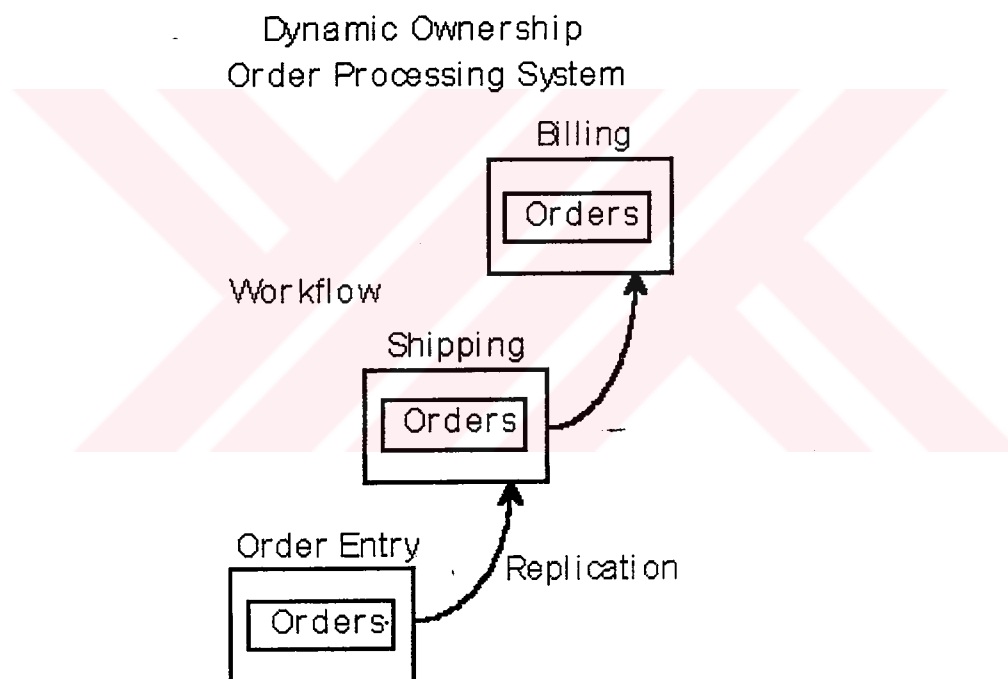 Dynamic Ownership
Order Processing System
Billing
Orders
Workflow
Shipping
Orders
Order Entry
Replication
Orders